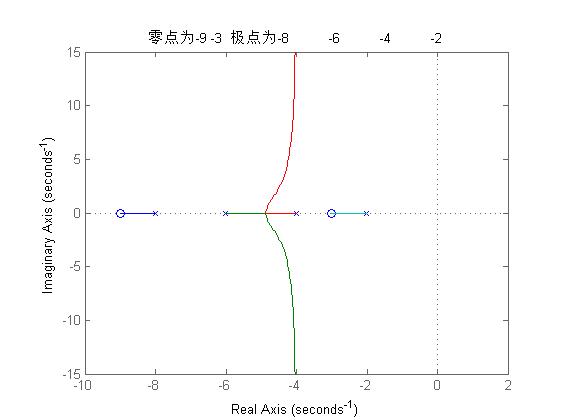 零点为-9 -3 极点为-8 -6 -4 -2
15
10
5
0
-5
-10
-15
Imaginary Axis (seconds⁻¹)
-10 -8 -6 -4 -2 0 2
Real Axis (seconds⁻¹)